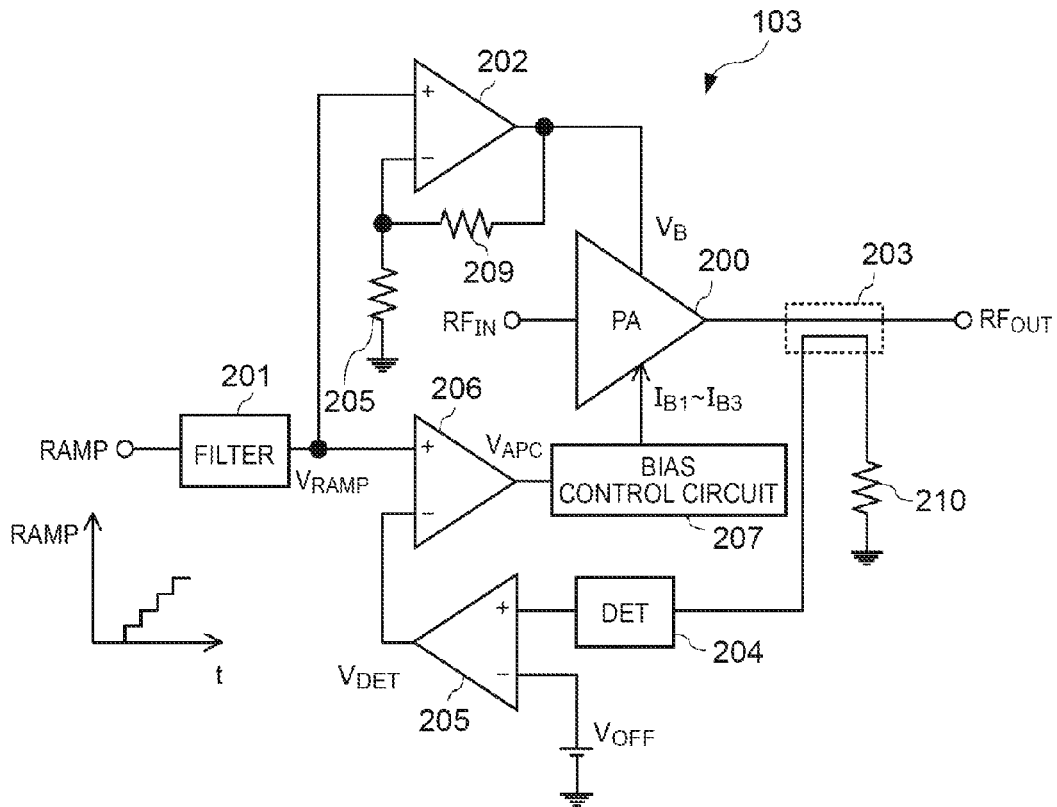 103
202
209
205
V_B
200
203
RF_IN
PA
RF_OUT
201
206
I_B1~I_B3
RAMP
FILTER
V_RAMP
V_APC
BIAS
CONTROL CIRCUIT
207
210
RAMP
t
DET
204
V_DET
205
V_OFF
+
−
+
−
+
−